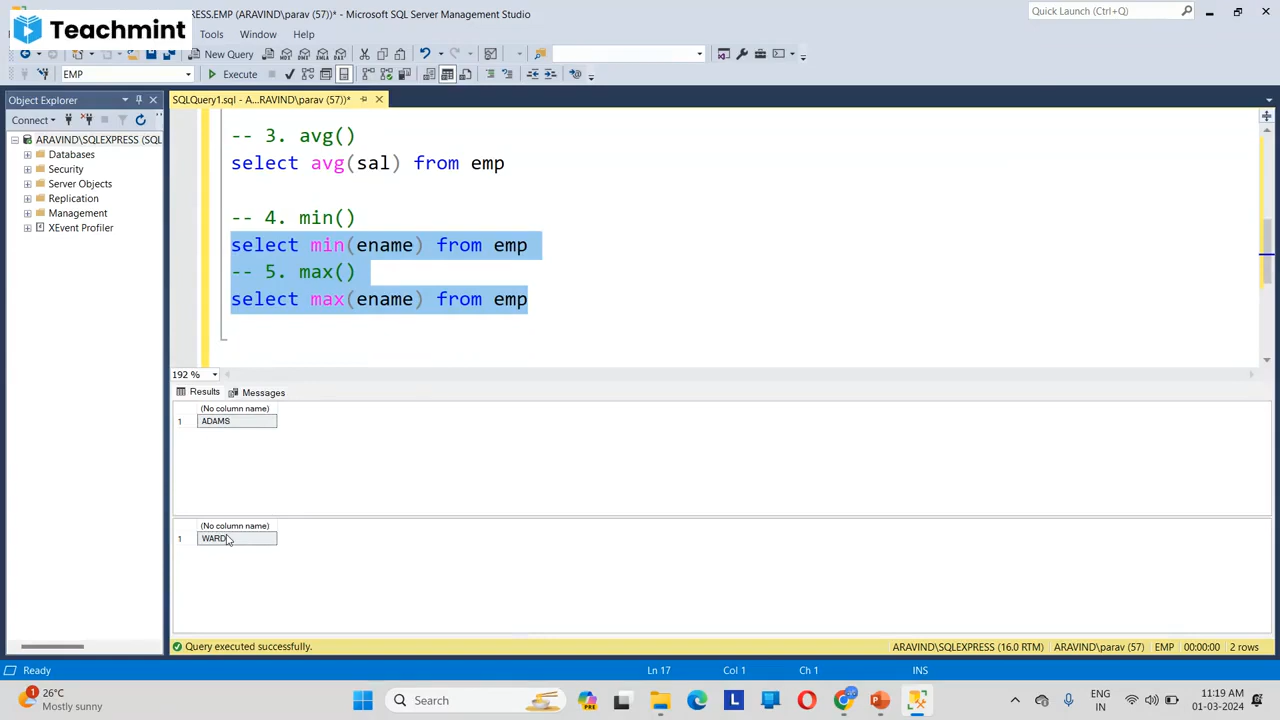 RESS.EMP (ARAVIND\parav (57))* - Microsoft SQL Server Management Studio
Quick Launch (Ctrl+Q)
Teachmint
Tools Window Help
New Query
EMP
Execute
Object Explorer
SQLQuery1.sql - A...RAVIND\parav (57))*
Connect
ARAVIND\SQLEXPRESS (SQL
Databases
Security
Server Objects
Replication
Management
XEvent Profiler
-- 3. avg()
select avg(sal) from emp
-- 4. min()
select min(ename) from emp
-- 5. max()
select max(ename) from emp
192 %
Results Messages
(No column name)
1 ADAMS
(No column name)
1 WARD
Query executed successfully.
ARAVIND\SQLEXPRESS (16.0 RTM) ARAVIND\parav (57) EMP 00:00:00 2 rows
Ready Ln 17 Col 1 Ch 1 INS
1 26°C
Mostly sunny
Search
PRE
L
ENG
IN
11:19 AM
01-03-2024